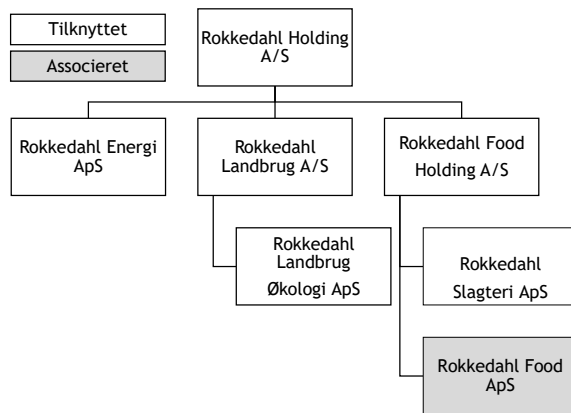 Tilknyttet
Associeret
Rokkedahl Holding
A/S
Rokkedahl Energi
ApS
Rokkedahl
Landbrug A/S
Rokkedahl Food
Holding A/S
Rokkedahl
Landbrug
Økologi ApS
Rokkedahl
Slagteri ApS
Rokkedahl Food
ApS